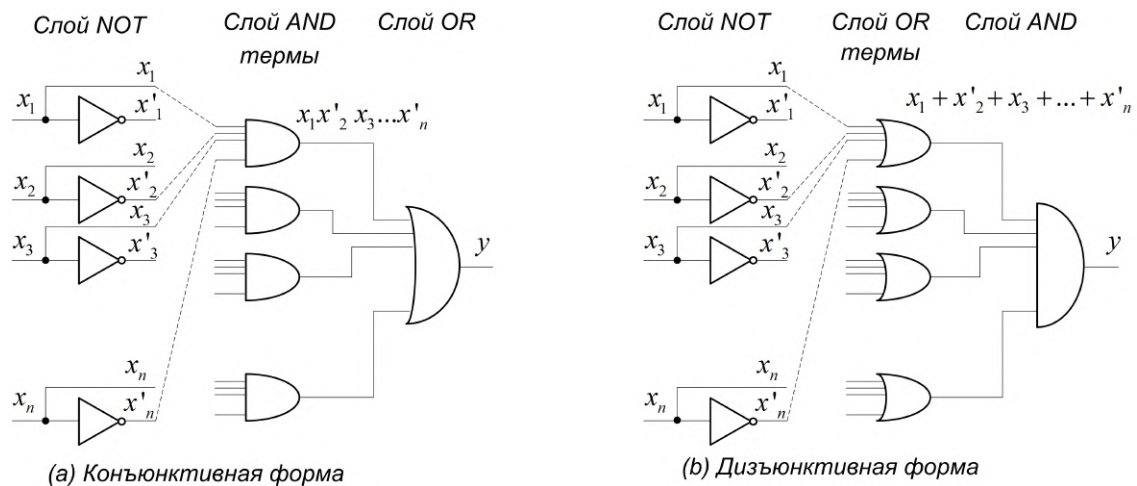 Слой NOT
Слой AND
термы
Слой OR
x₁
x₁
x'₁
x₁x'₂ x₃...x'ₙ
x₂
x₂
x'₂
x₃
x₃
x'₃
y
xₙ
xₙ
x'ₙ
(a) Конъюнктивная форма
Слой NOT
Слой OR
термы
Слой AND
x₁
x₁
x'₁
x₁ + x'₂ + x₃ + ... + x'ₙ
x₂
x₂
x'₂
x₃
x₃
x'₃
y
xₙ
xₙ
x'ₙ
(b) Дизъюнктивная форма